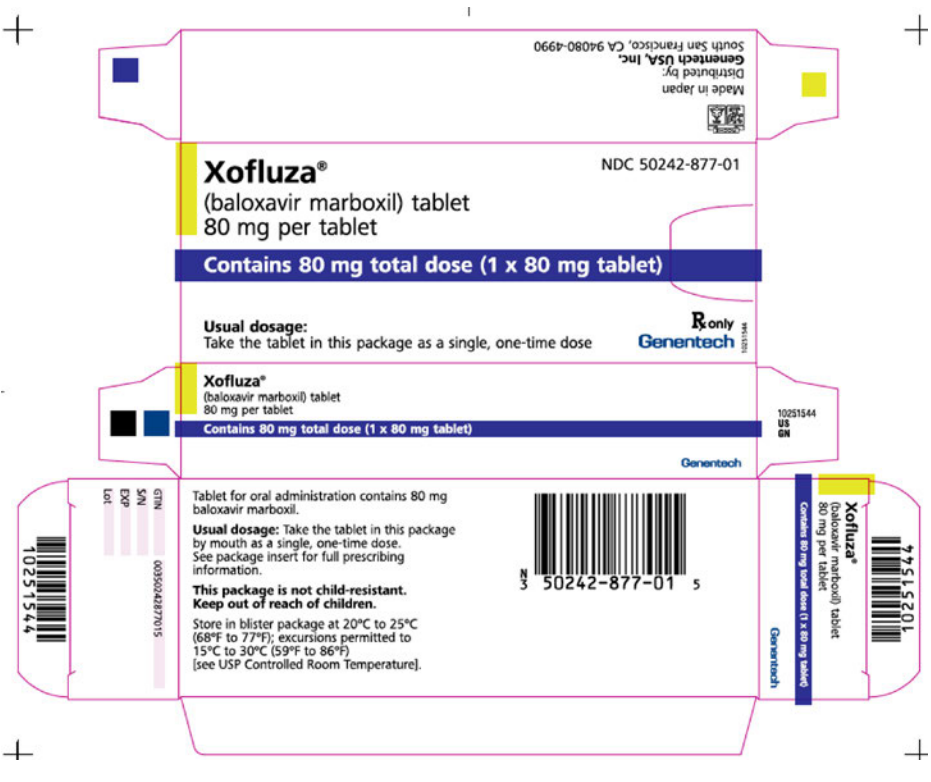 Made in Japan
Distributed by:
Genentech USA, Inc.
South San Francisco, CA 94080-4990
Xofluza®
NDC 50242-877-01
(baloxavir marboxil) tablet
80 mg per tablet
Contains 80 mg total dose (1 x 80 mg tablet)
Usual dosage:
Take the tablet in this package as a single, one-time dose
Rx only
Genentech
10251544
Xofluza®
(baloxavir marboxil) tablet
80 mg per tablet
Contains 80 mg total dose (1 x 80 mg tablet)
Genentech
10251544
US
GN
GTIN 00350242877015
S/N
EXP
Lot
10251544
Tablet for oral administration contains 80 mg
baloxavir marboxil.
Usual dosage: Take the tablet in this package
by mouth as a single, one-time dose.
See package insert for full prescribing
information.
This package is not child-resistant.
Keep out of reach of children.
Store in blister package at 20°C to 25°C
(68°F to 77°F); excursions permitted to
15°C to 30°C (59°F to 86°F)
[see USP Controlled Room Temperature].
N3 50242-877-01 5
Xofluza®
(baloxavir marboxil) tablet
80 mg per tablet
Contains 80 mg total dose (1 x 80 mg tablet)
Genentech
10251544